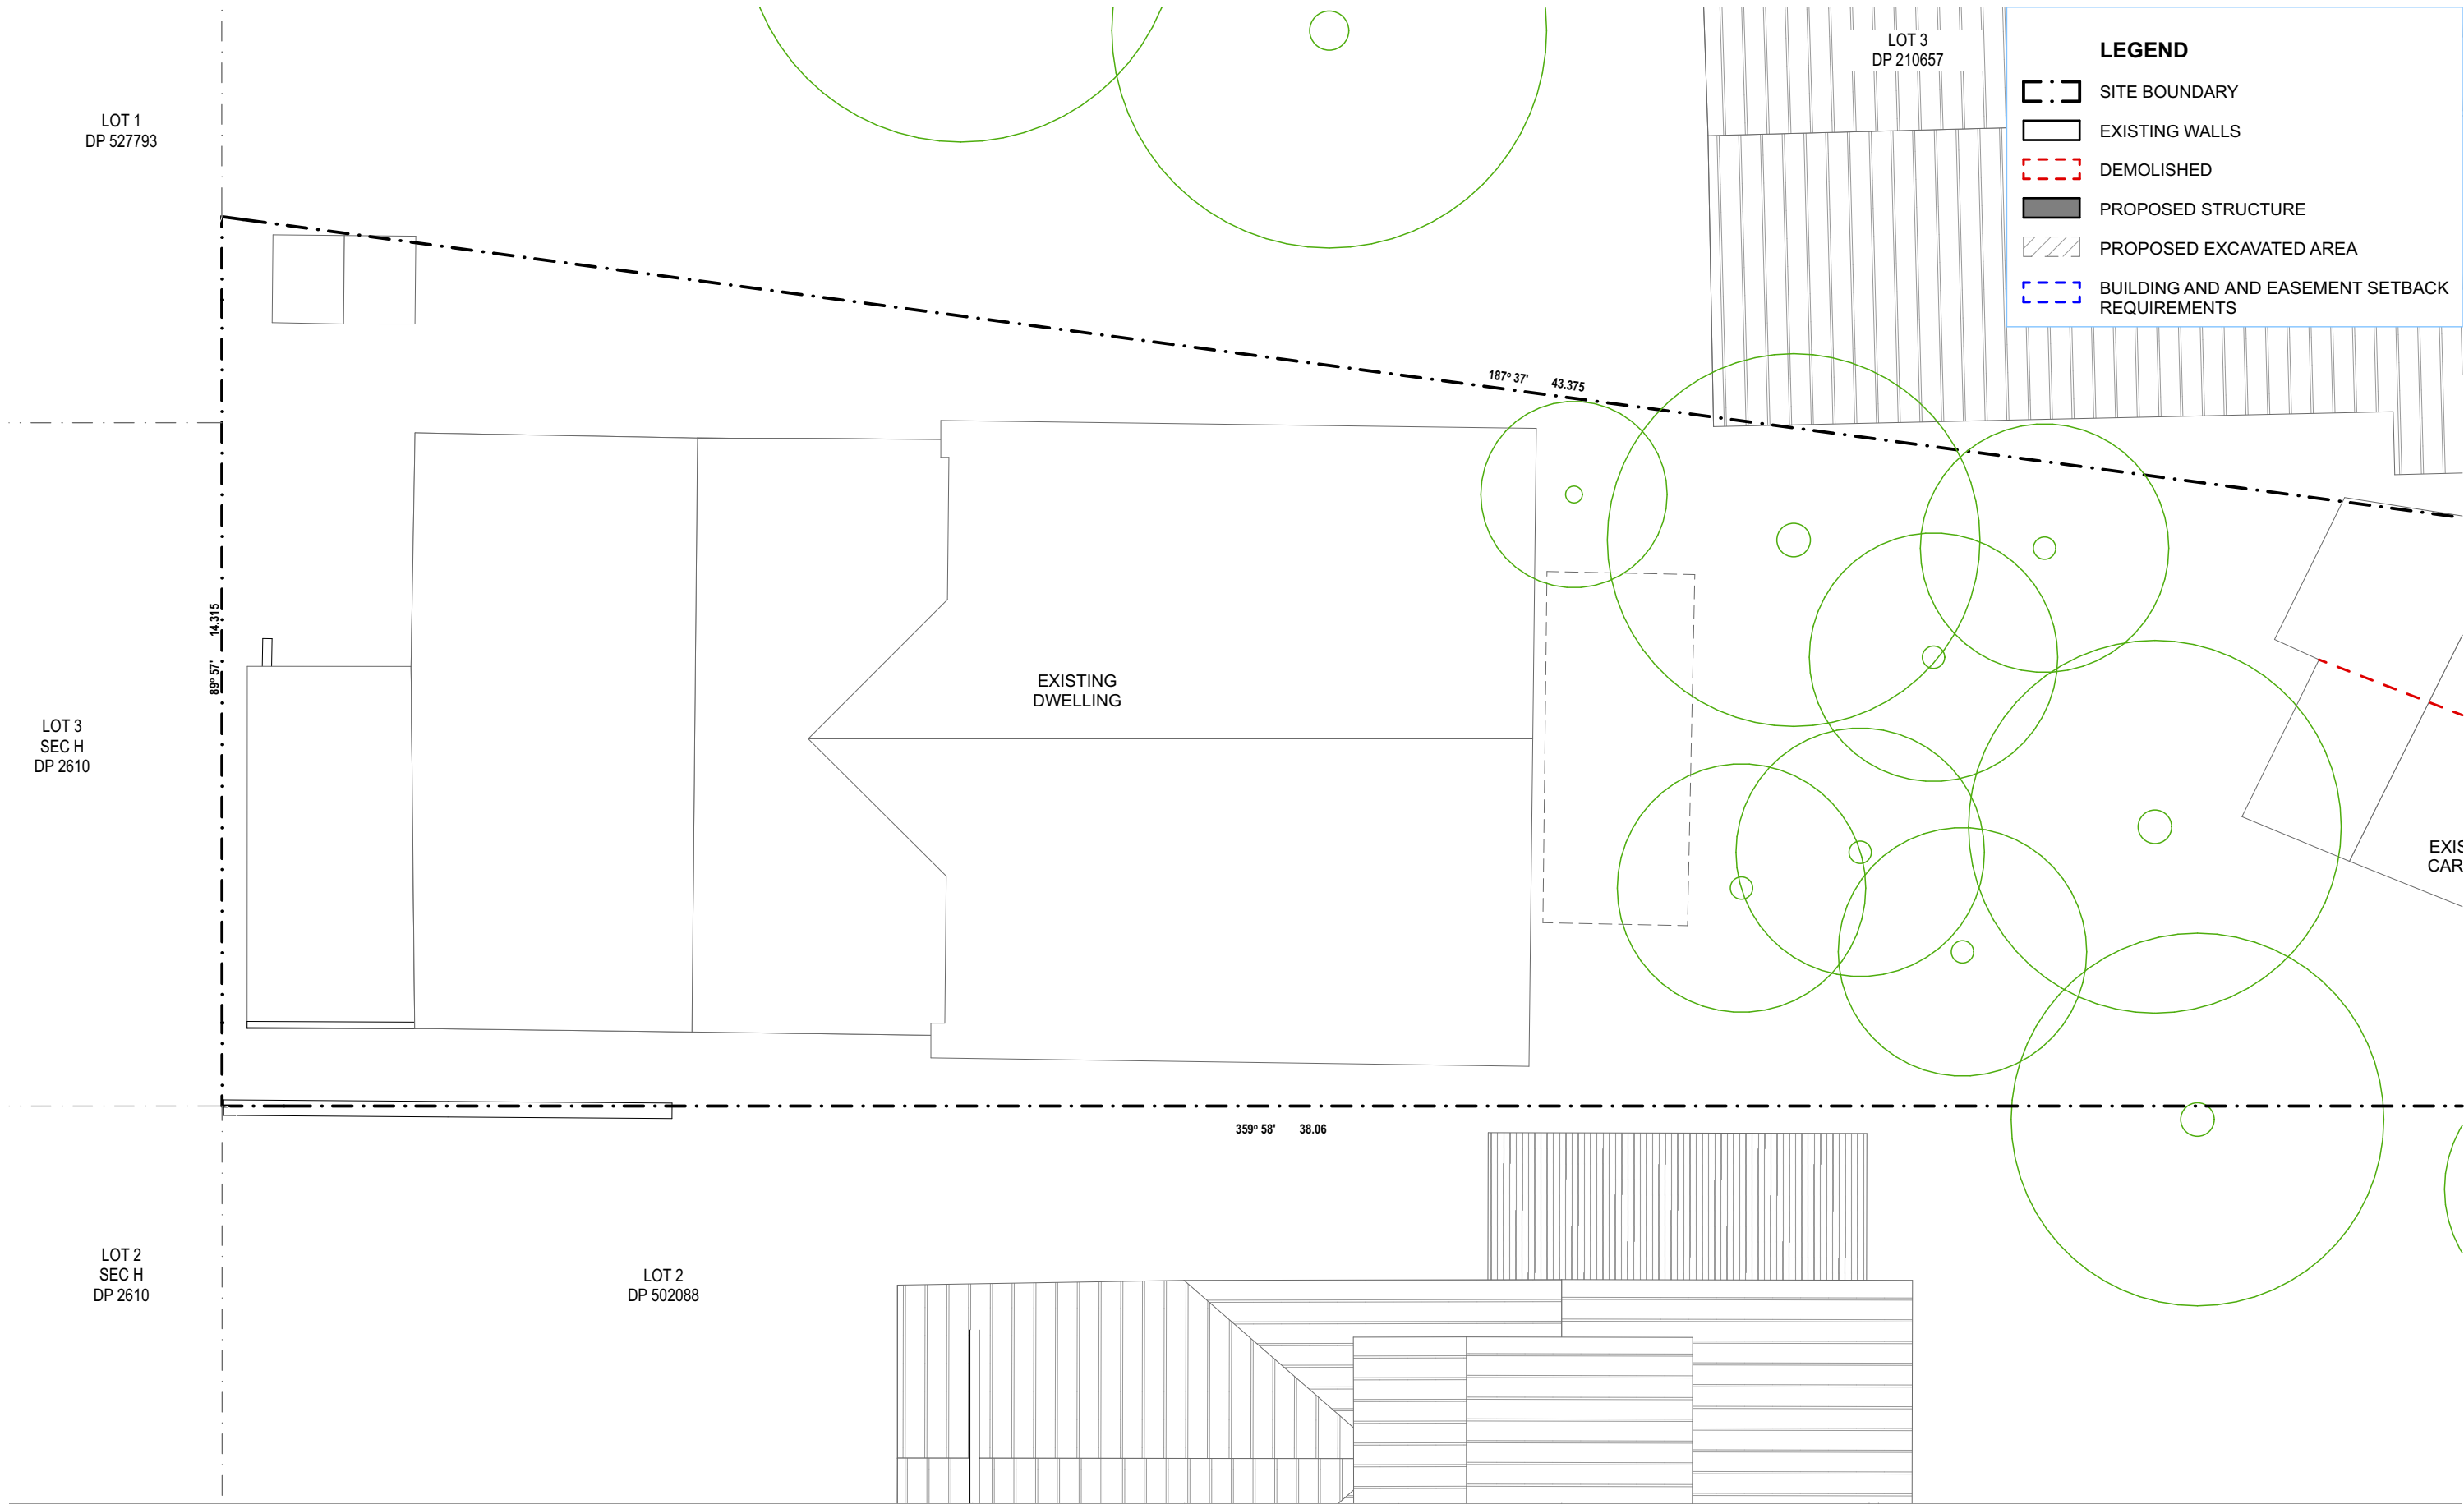 LOT 3
DP 210657
LEGEND
SITE BOUNDARY
EXISTING WALLS
DEMOLISHED
PROPOSED STRUCTURE
PROPOSED EXCAVATED AREA
BUILDING AND AND EASEMENT SETBACK
REQUIREMENTS
LOT 1
DP 527793
187° 37' 43.375
89° 57' 14.315
EXISTING
DWELLING
LOT 3
SEC H
DP 2610
EXIS
CAR
359° 58' 38.06
LOT 2
SEC H
DP 2610
LOT 2
DP 502088